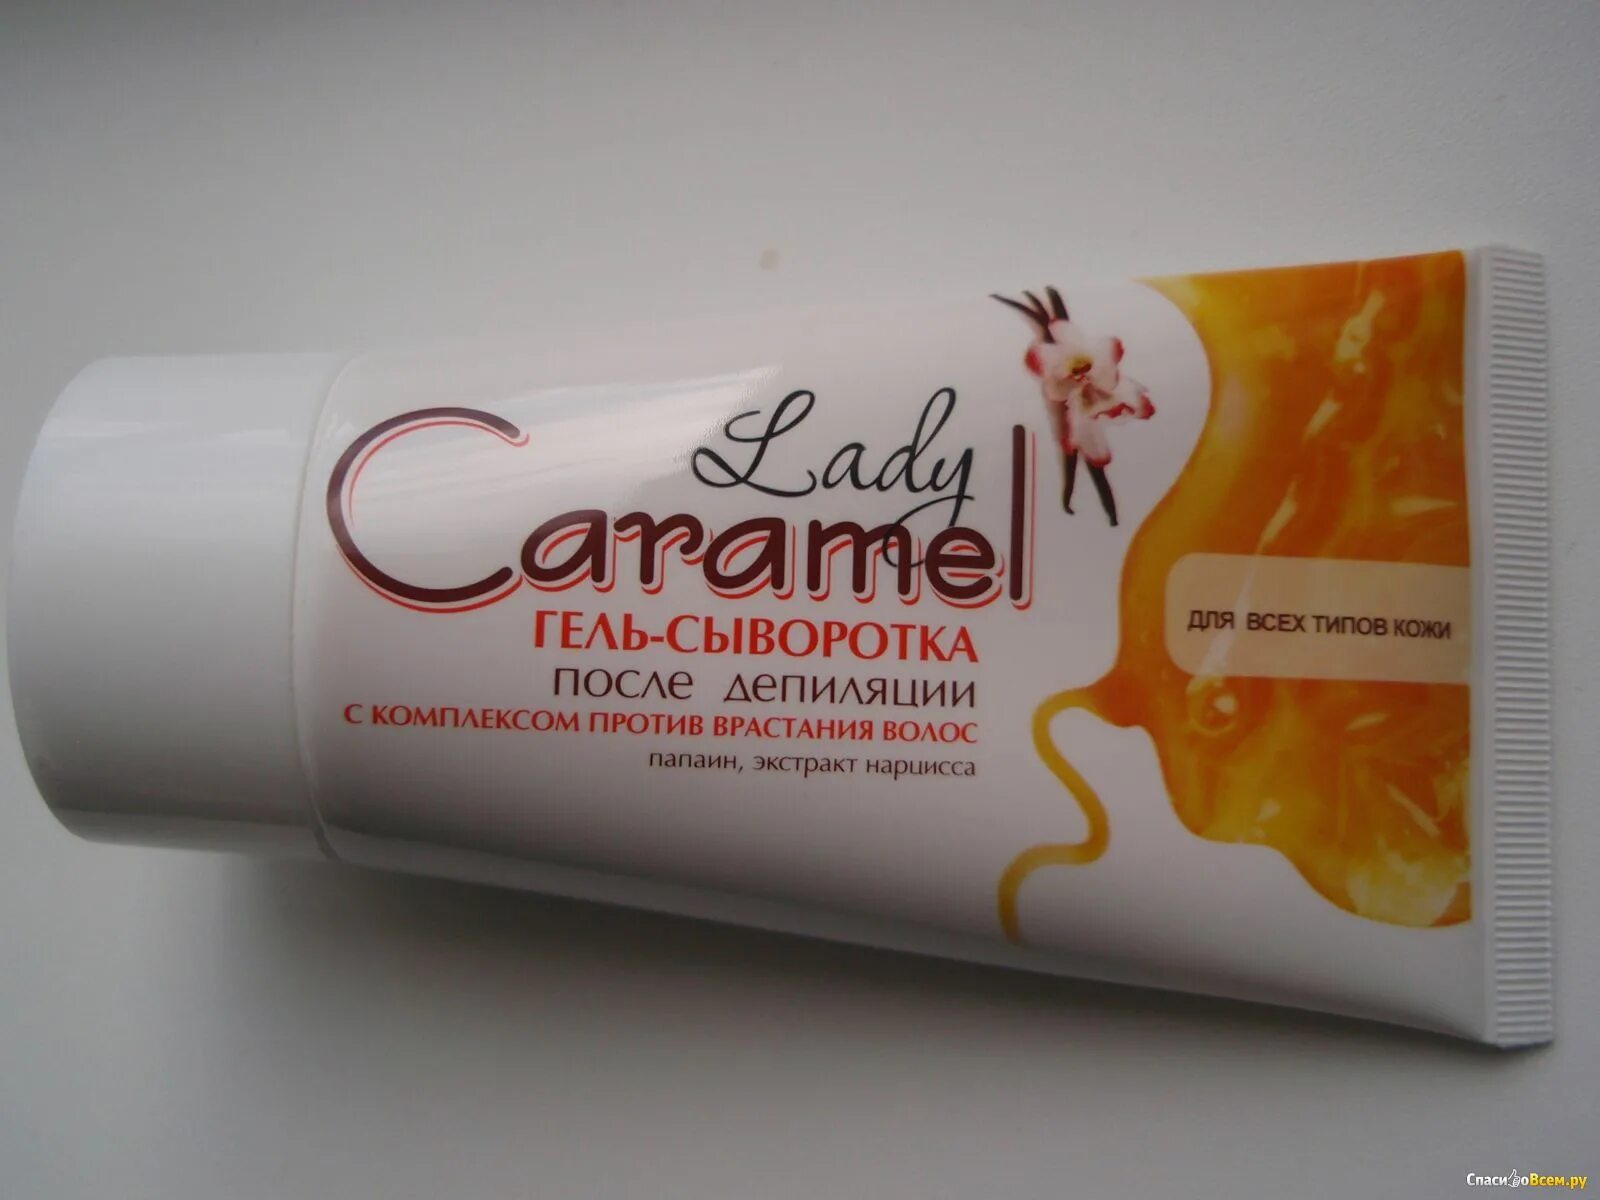 Lady
Caramel
ГЕЛЬ-СЫВОРОТКА
ПОСЛЕ ДЕПИЛЯЦИИ
С КОМПЛЕКСОМ ПРОТИВ ВРАСТАНИЯ ВОЛОС
ПАПАИН, ЭКСТРАКТ НАРЦИССА
ДЛЯ ВСЕХ ТИПОВ КОЖИ
СпасибоВсем.ру